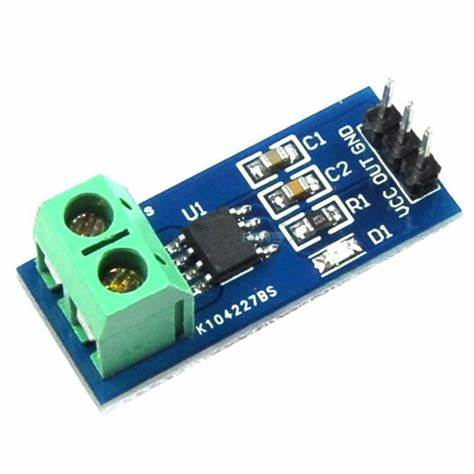 C1
C2
R1
D1
U1
S
VCC OUT GND
K104227BS